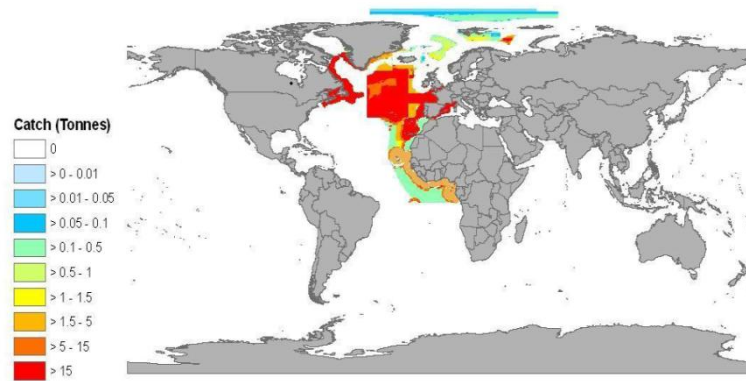 Catch (Tonnes)
0
> 0 - 0.01
> 0.01 - 0.05
> 0.05 - 0.1
> 0.1 - 0.5
> 0.5 - 1
> 1 - 1.5
> 1.5 - 5
> 5 - 15
> 15